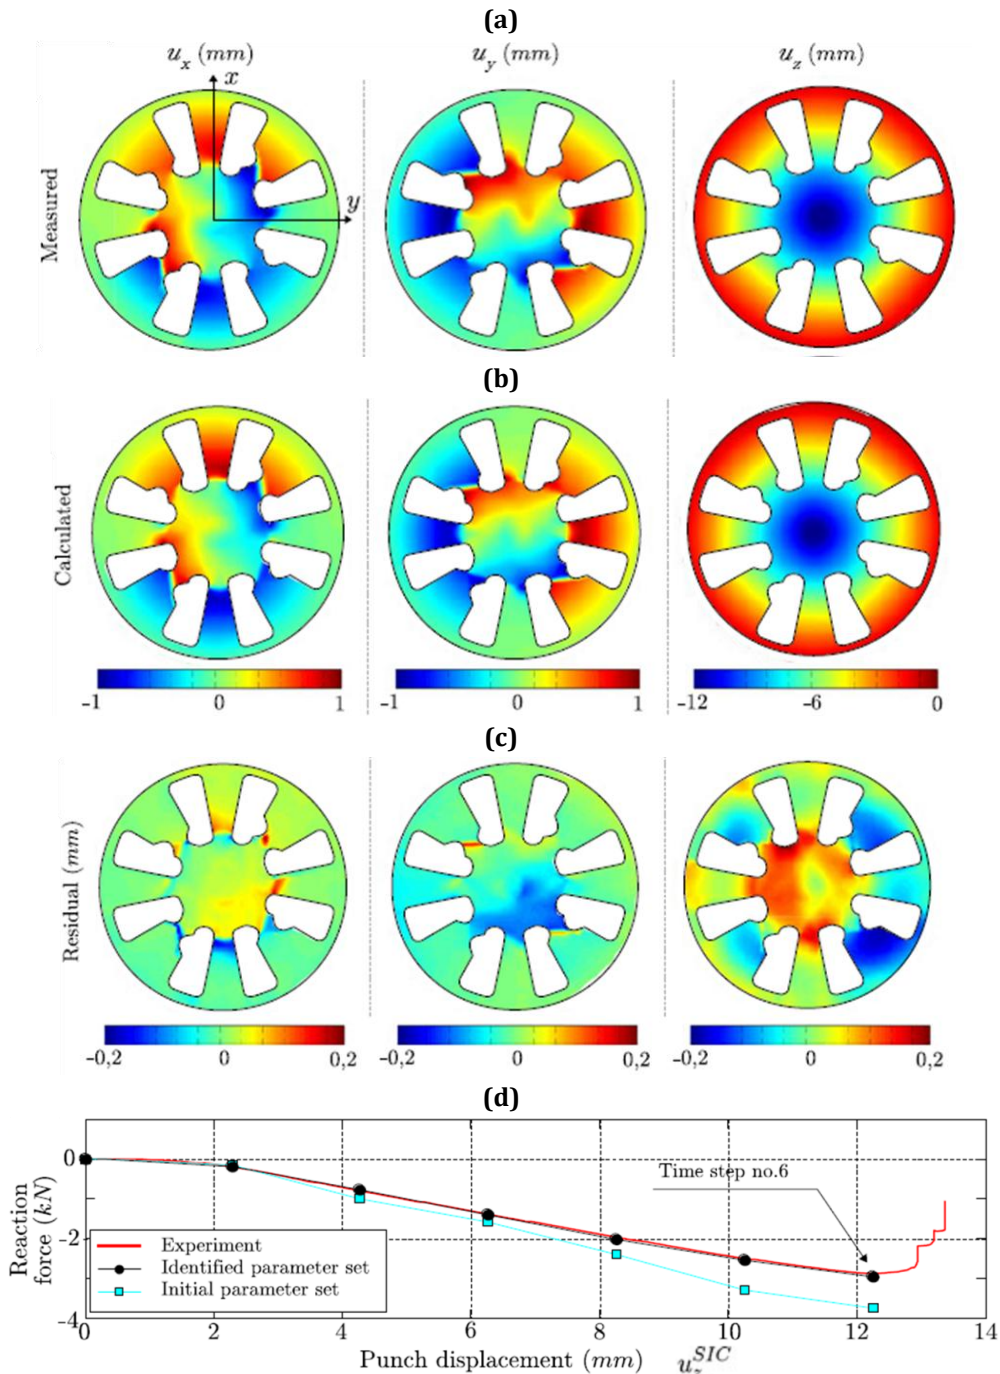 (a)
u_x (mm) u_y (mm) u_z (mm)
x
y
Measured
(b)
Calculated
-1 0 1 -1 0 1 -12 -6 0
(c)
Residual (mm)
-0,2 0 0,2 -0,2 0 0,2 -0,2 0 0,2
(d)
0
Time step no.6
Reaction
force (kN)
-2
Experiment
Identified parameter set
Initial parameter set
-4
0 2 4 6 8 10 12 14
Punch displacement (mm) u_z^SIC